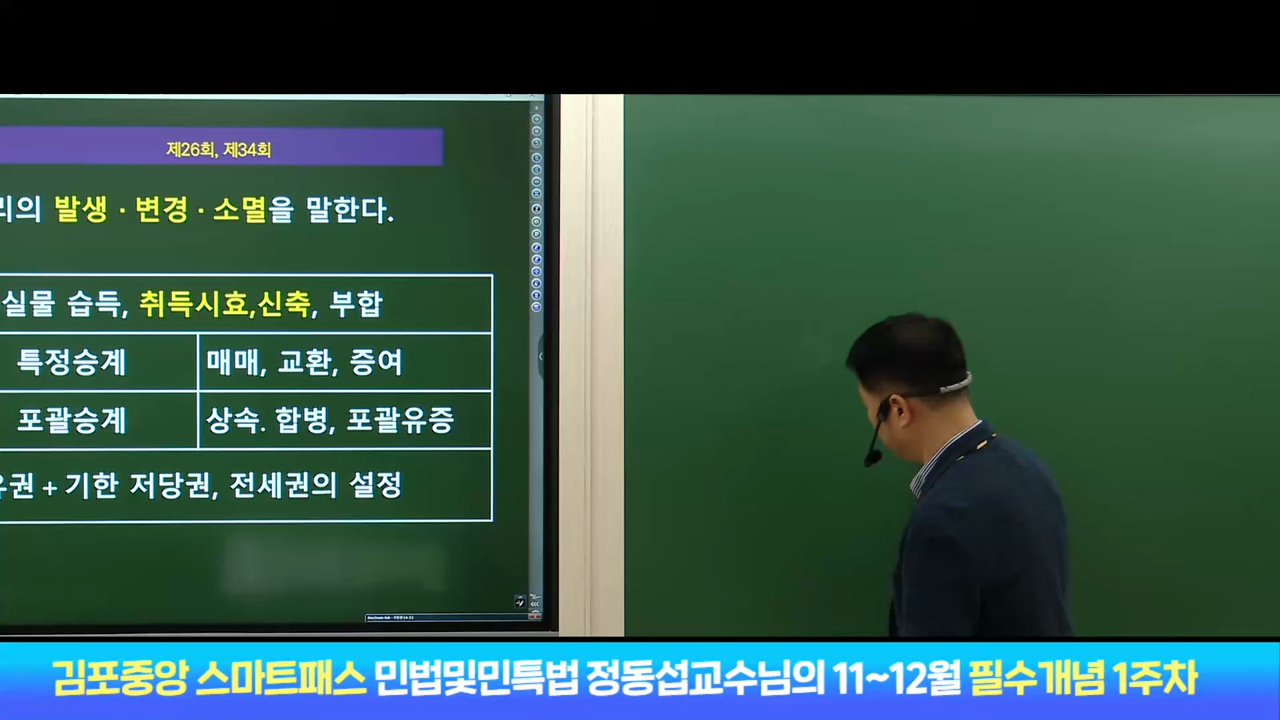 제26회, 제34회
리의 발생 · 변경 · 소멸을 말한다.
실물 습득, 취득시효,신축, 부합
특정승계 매매, 교환, 증여
포괄승계 상속. 합병, 포괄유증
유권 + 기한 저당권, 전세권의 설정
김포중앙 스마트패스 민법및민특법 정동섭교수님의 11~12월 필수개념 1주차